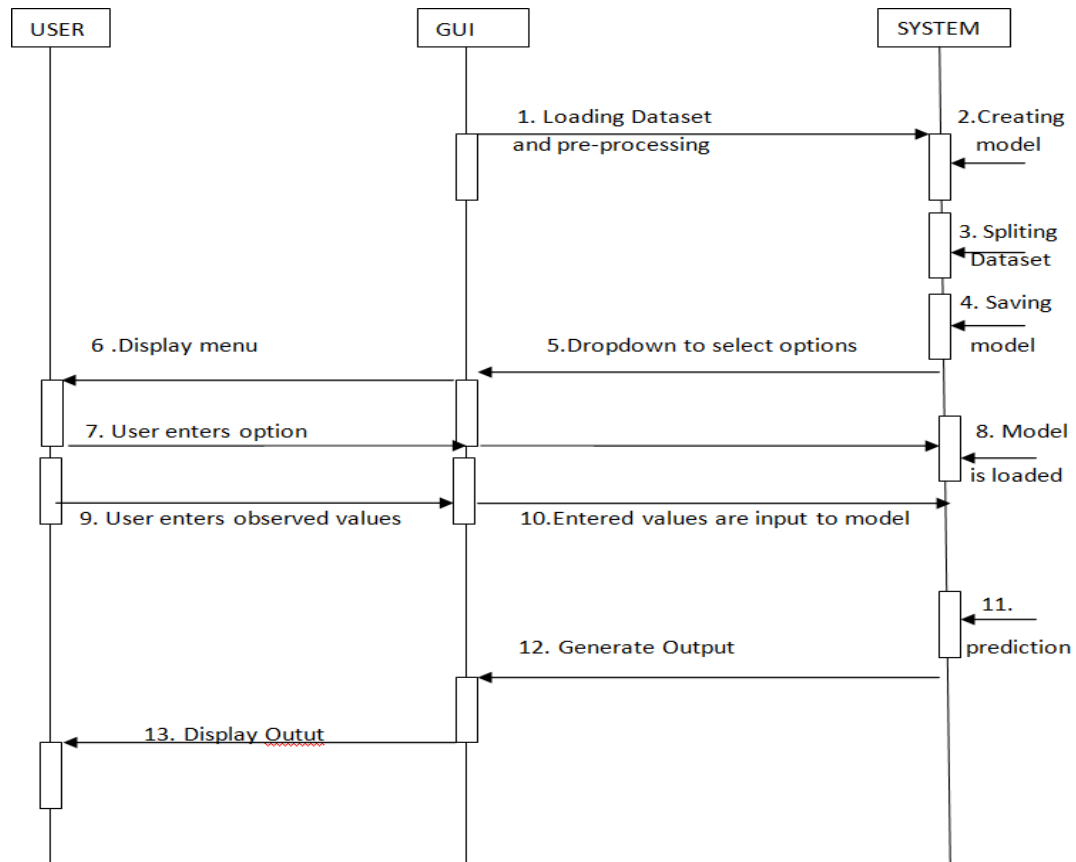 USER
GUI
SYSTEM
1. Loading Dataset
and pre-processing
2.Creating
model
3. Spliting
Dataset
4. Saving
model
5.Dropdown to select options
6 .Display menu
7. User enters option
8. Model
is loaded
9. User enters observed values
10.Entered values are input to model
11.
prediction
12. Generate Output
13. Display Outut